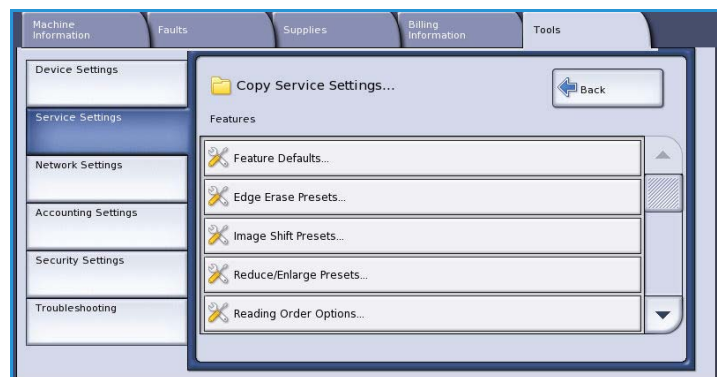 Machine
Information
Faults
Supplies
Billing
Information
Tools
Device Settings
Service Settings
Network Settings
Accounting Settings
Security Settings
Troubleshooting
Copy Service Settings...
Back
Features
Feature Defaults...
Edge Erase Presets...
Image Shift Presets...
Reduce/Enlarge Presets...
Reading Order Options...